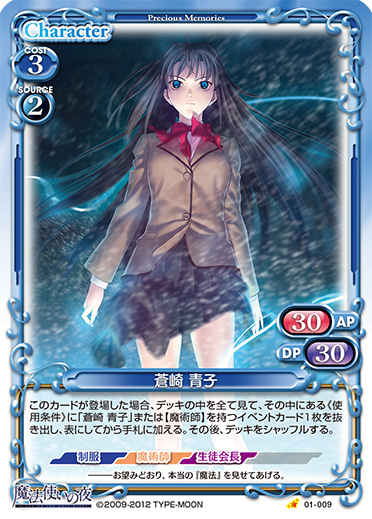 Precious Memories
Character
COST
3
SOURCE
2
30 AP
DP 30
蒼崎 青子
このカードが登場した場合、デッキの中を全て見て、その中にある《使
用条件》に「蒼崎 青子」または【魔術師】を持つイベントカード1枚を抜
き出し、表にしてから手札に加える。その後、デッキをシャッフルする。
制服 魔術師 生徒会長
――お望みどおり、本当の『魔法』を見せてあげる。
魔法使いの夜 ©2009-2012 TYPE-MOON 01-009